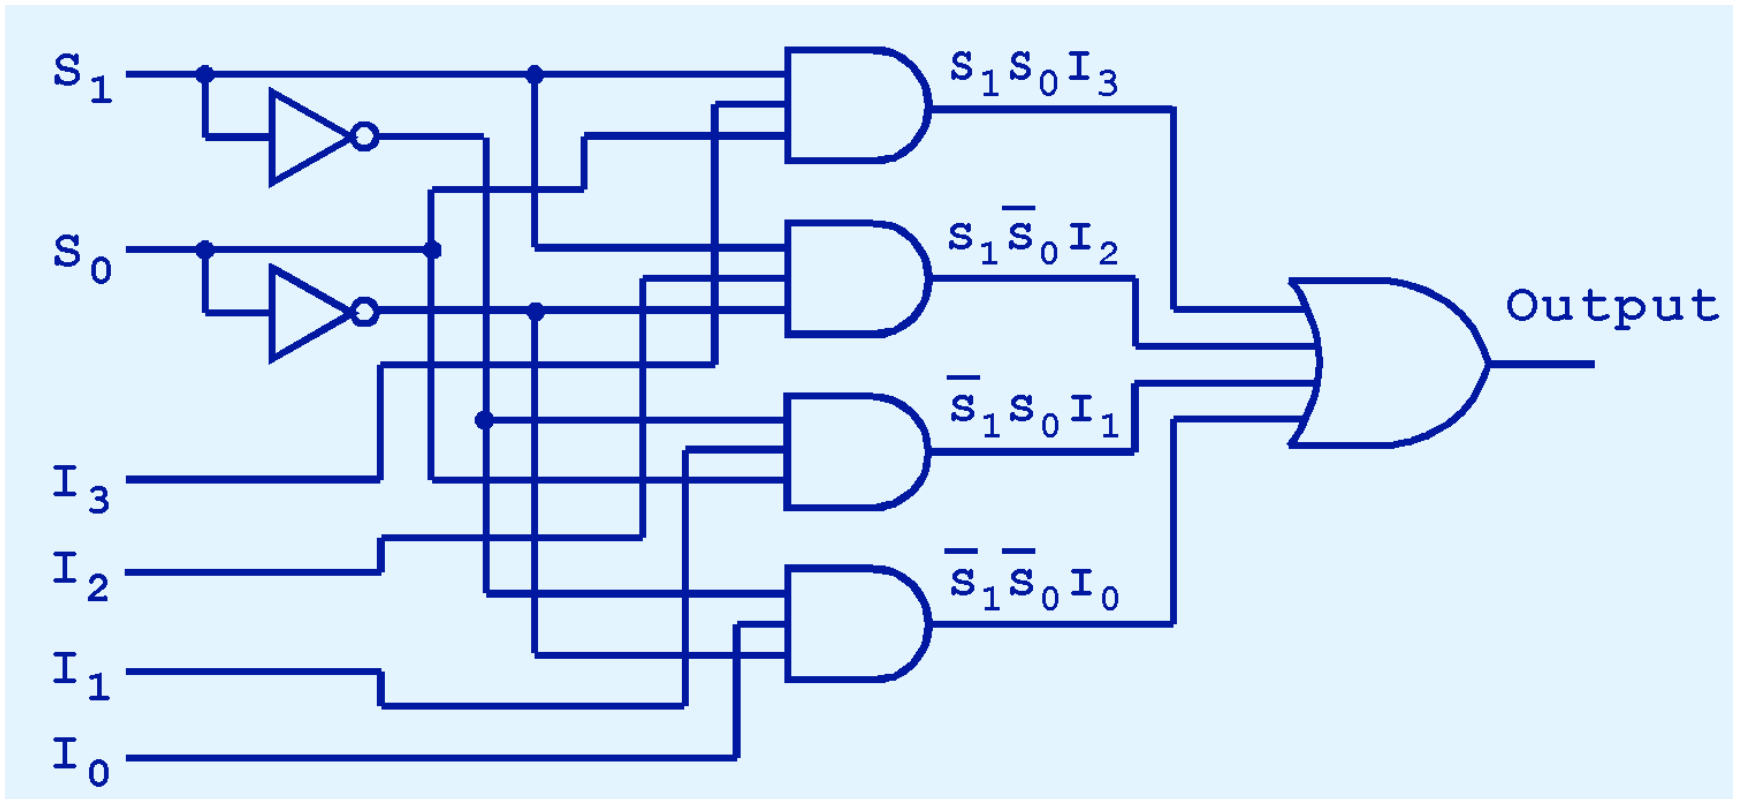 S₁
S₀
I₃
I₂
I₁
I₀
S₁S₀I₃
S₁S̅₀I₂
S̅₁S₀I₁
S̅₁S̅₀I₀
Output